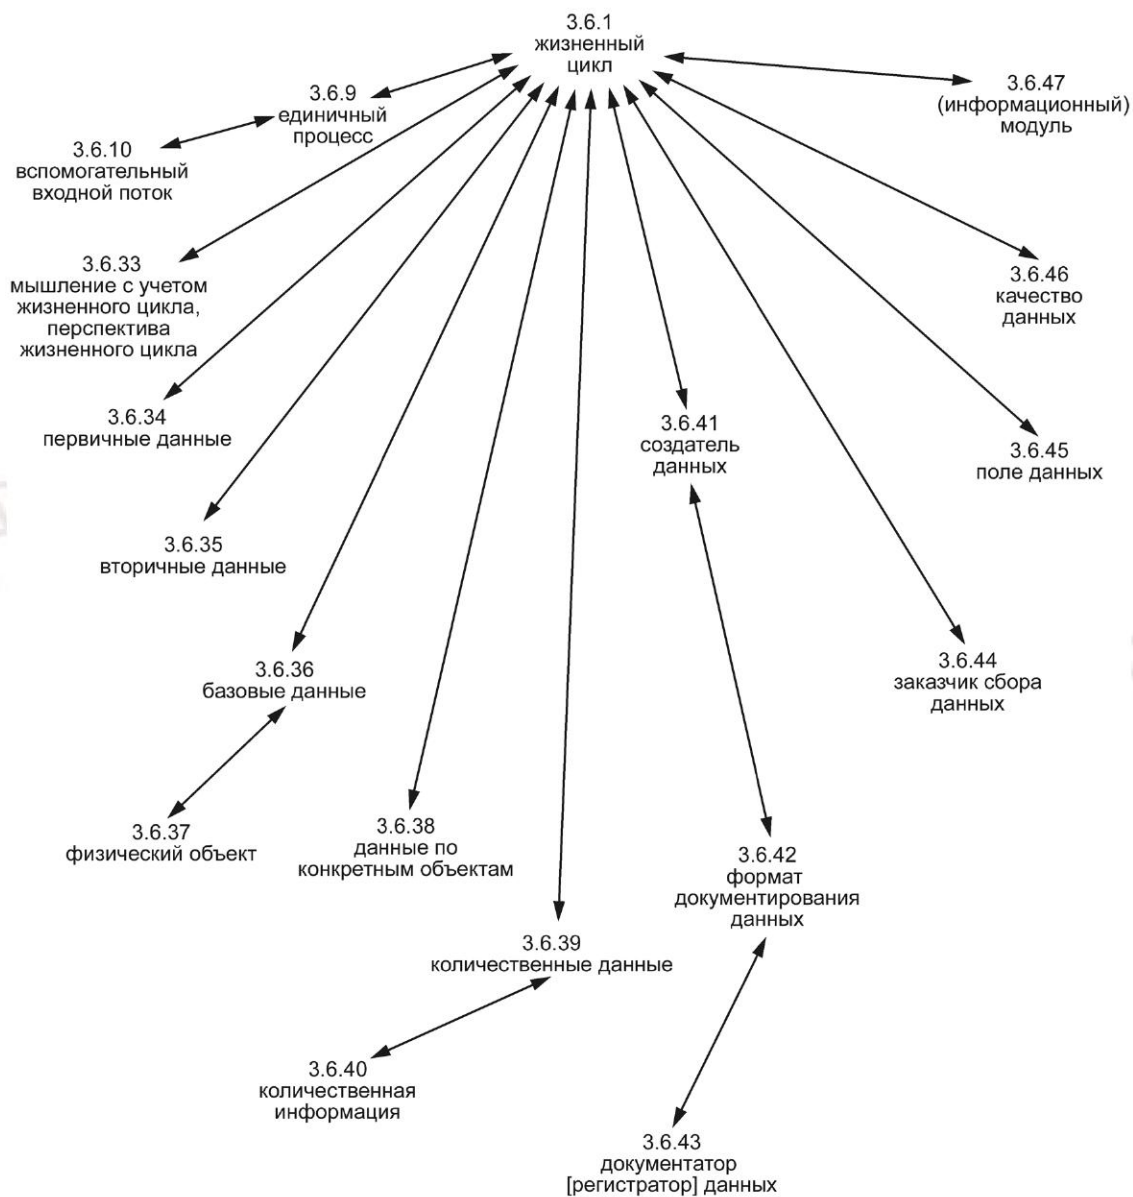 3.6.1
жизненный
цикл
3.6.9
единичный
процесс
3.6.47
(информационный)
модуль
3.6.10
вспомогательный
входной поток
3.6.33
мышление с учетом
жизненного цикла,
перспектива
жизненного цикла
3.6.46
качество
данных
3.6.34
первичные данные
3.6.41
создатель
данных
3.6.45
поле данных
3.6.35
вторичные данные
3.6.36
базовые данные
3.6.44
заказчик сбора
данных
3.6.37
физический объект
3.6.38
данные по
конкретным объектам
3.6.42
формат
документирования
данных
3.6.39
количественные данные
3.6.40
количественная
информация
3.6.43
документатор
[регистратор] данных